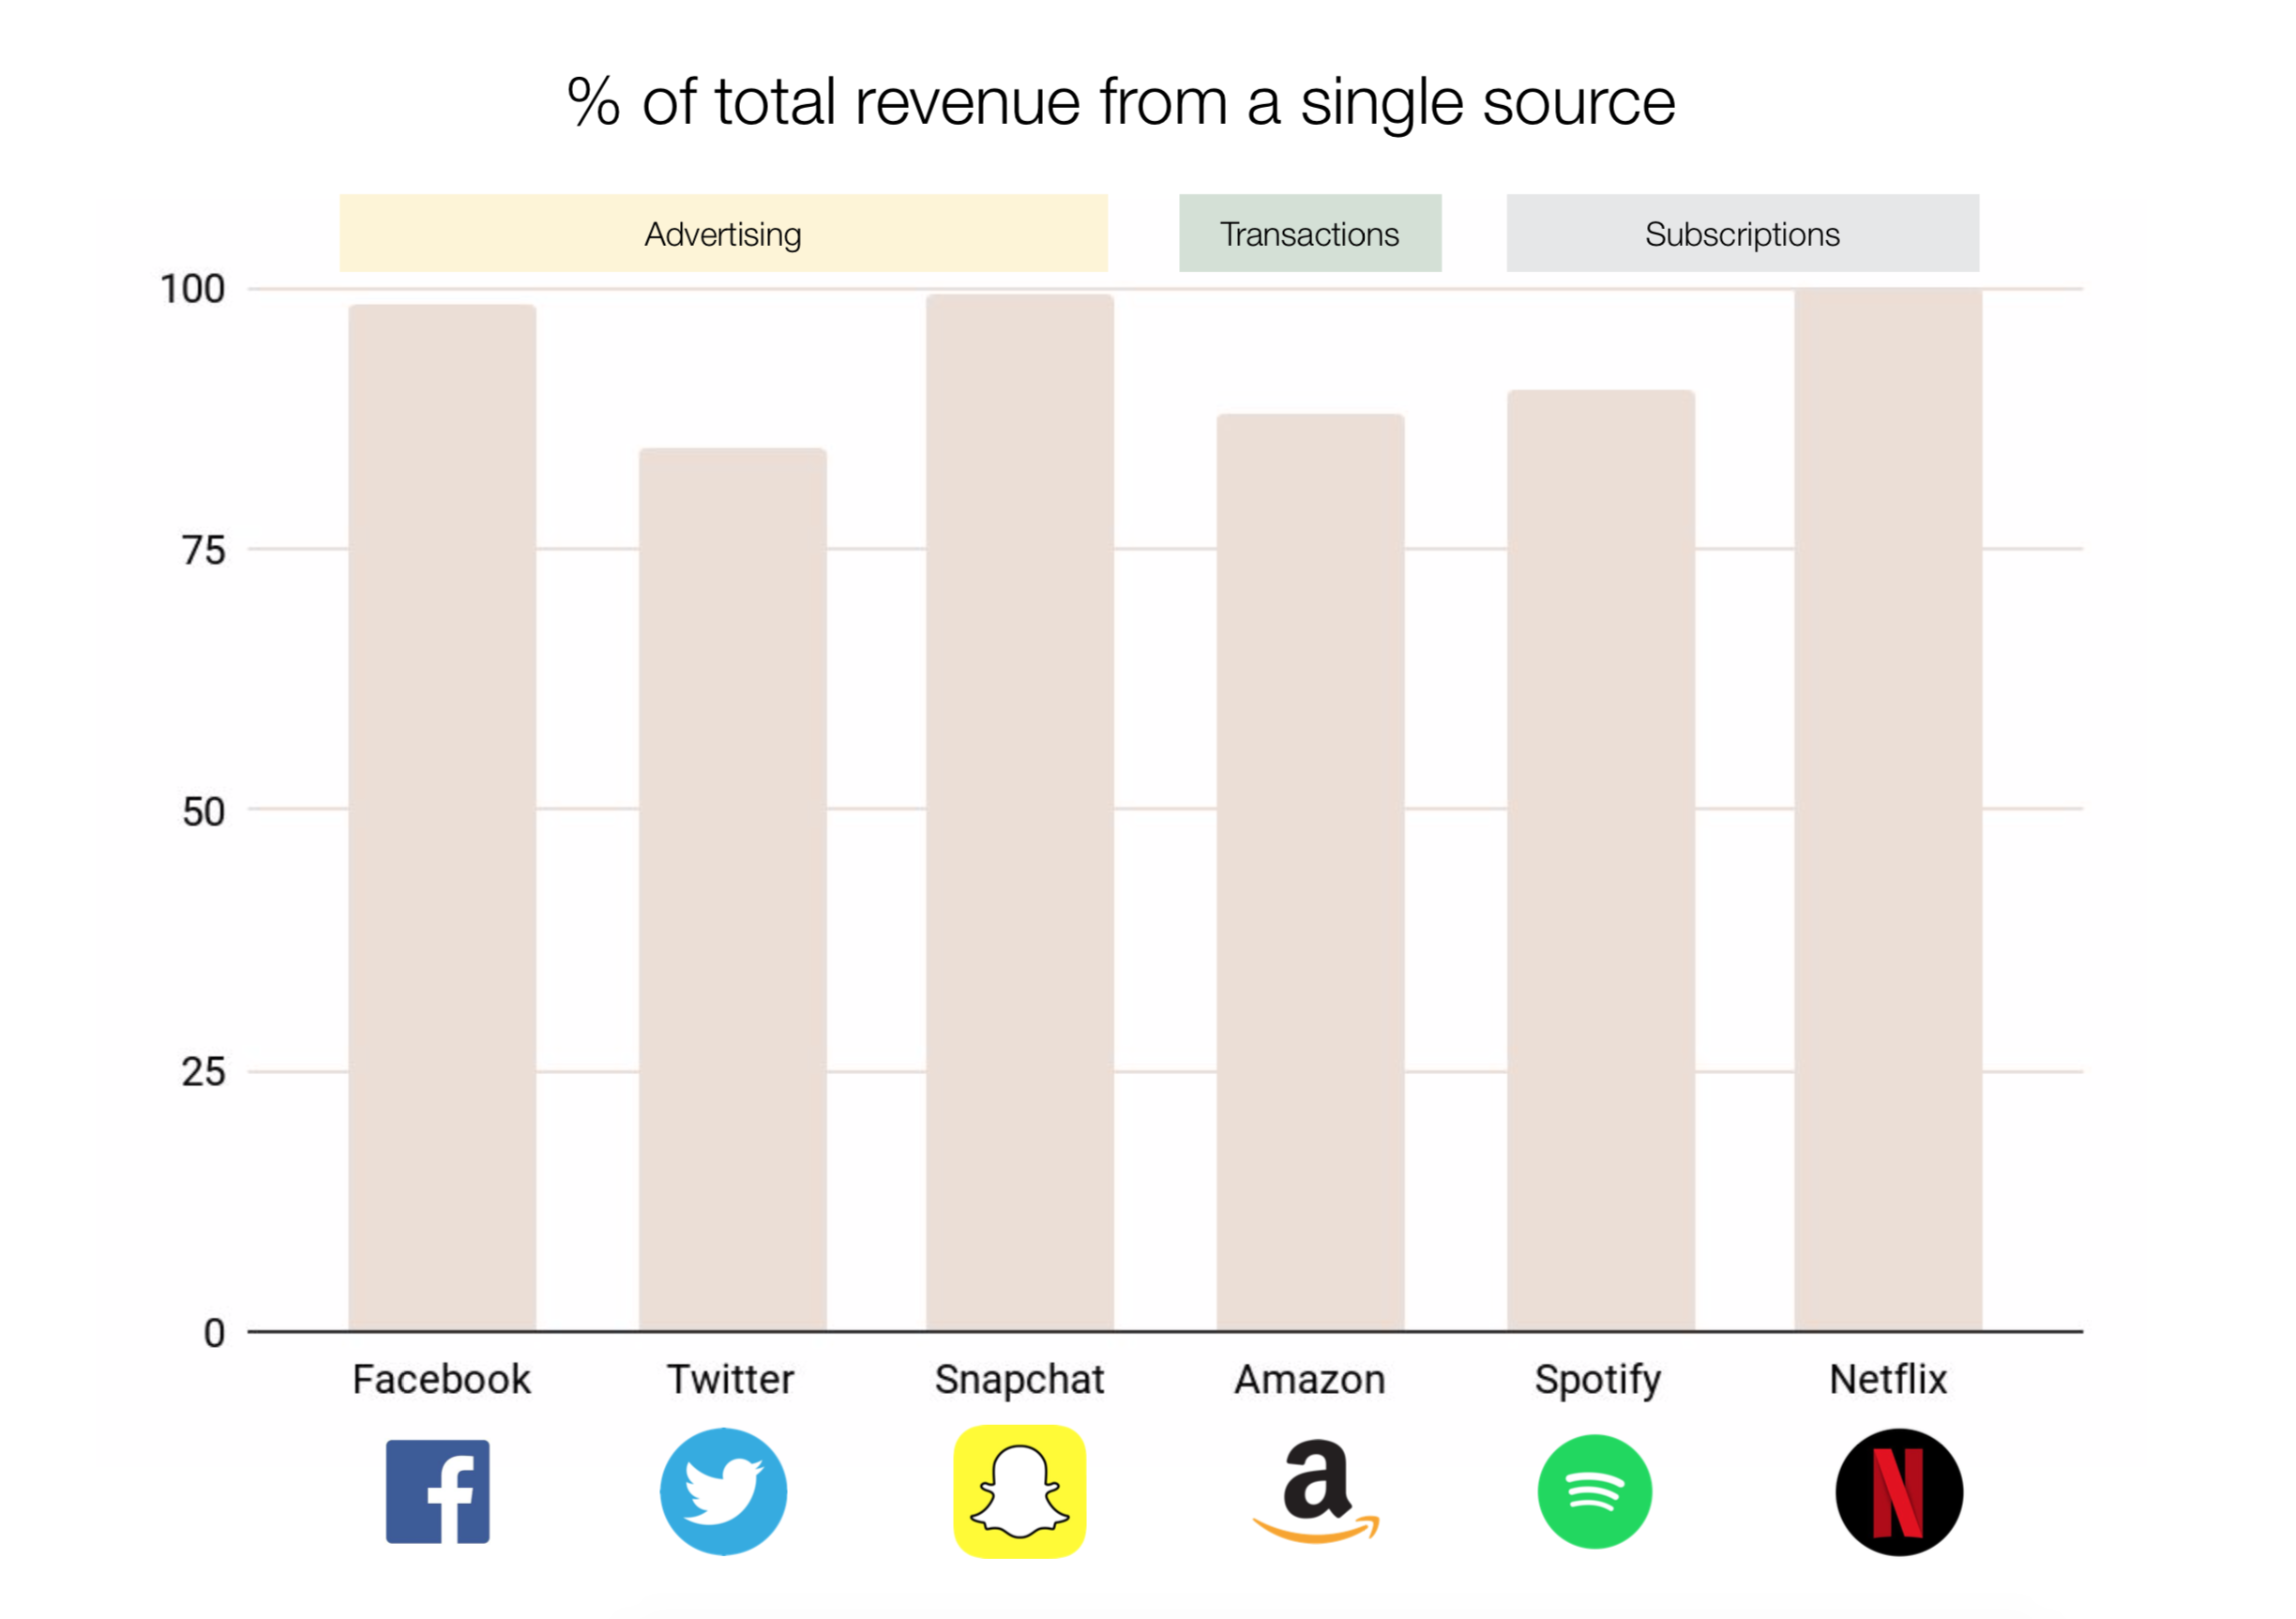 % of total revenue from a single source
Advertising Transactions Subscriptions
100
75
50
25
0
Facebook Twitter Snapchat Amazon Spotify Netflix
f a N